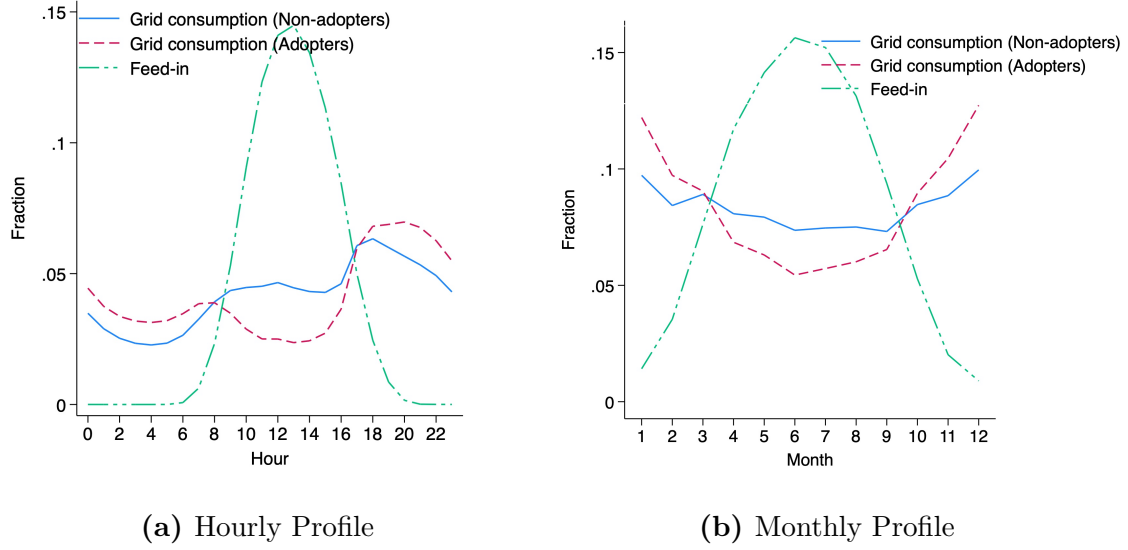 .15
.1
.05
0
Fraction
Grid consumption (Non-adopters)
Grid consumption (Adopters)
Feed-in
0 2 4 6 8 10 12 14 16 18 20 22
Hour
(a) Hourly Profile
.15
.1
.05
0
Fraction
Grid consumption (Non-adopters)
Grid consumption (Adopters)
Feed-in
1 2 3 4 5 6 7 8 9 10 11 12
Month
(b) Monthly Profile